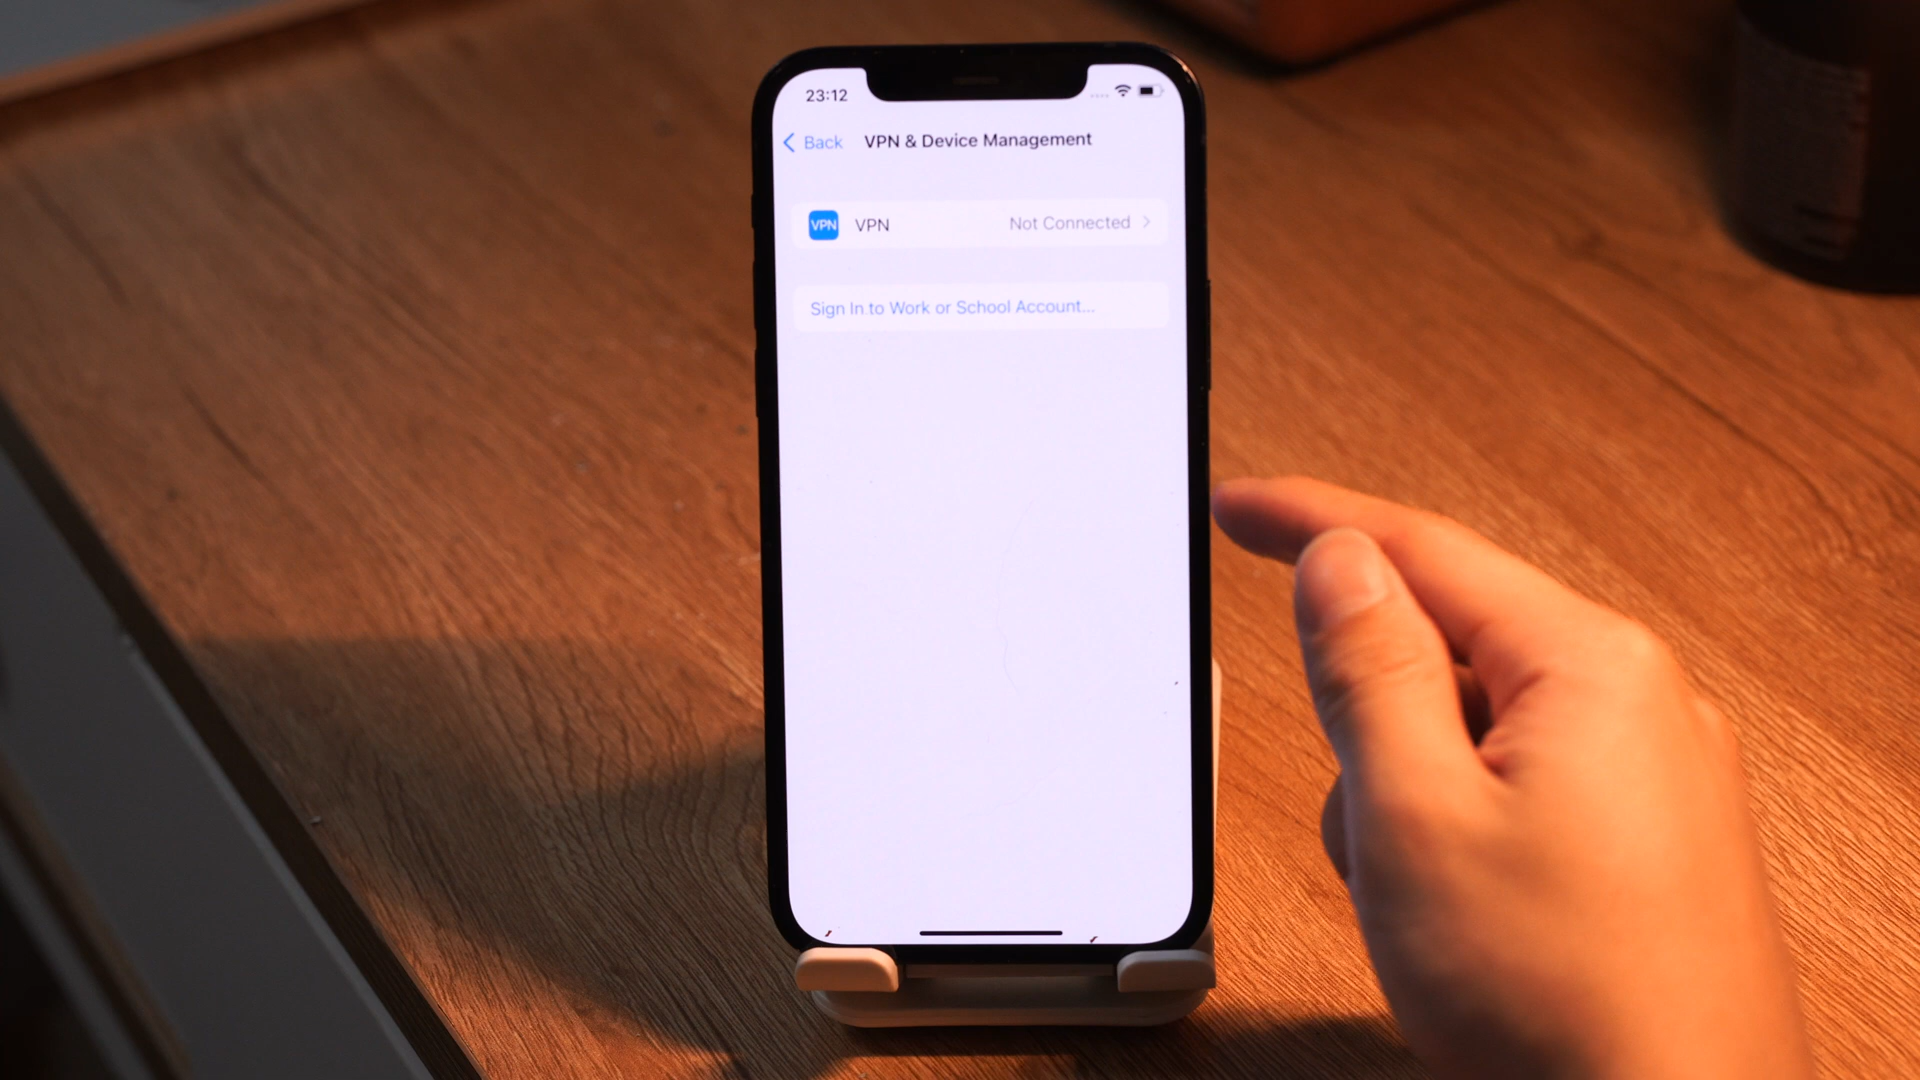 23:12
Back VPN & Device Management
VPN VPN Not Connected
Sign In to Work or School Account...